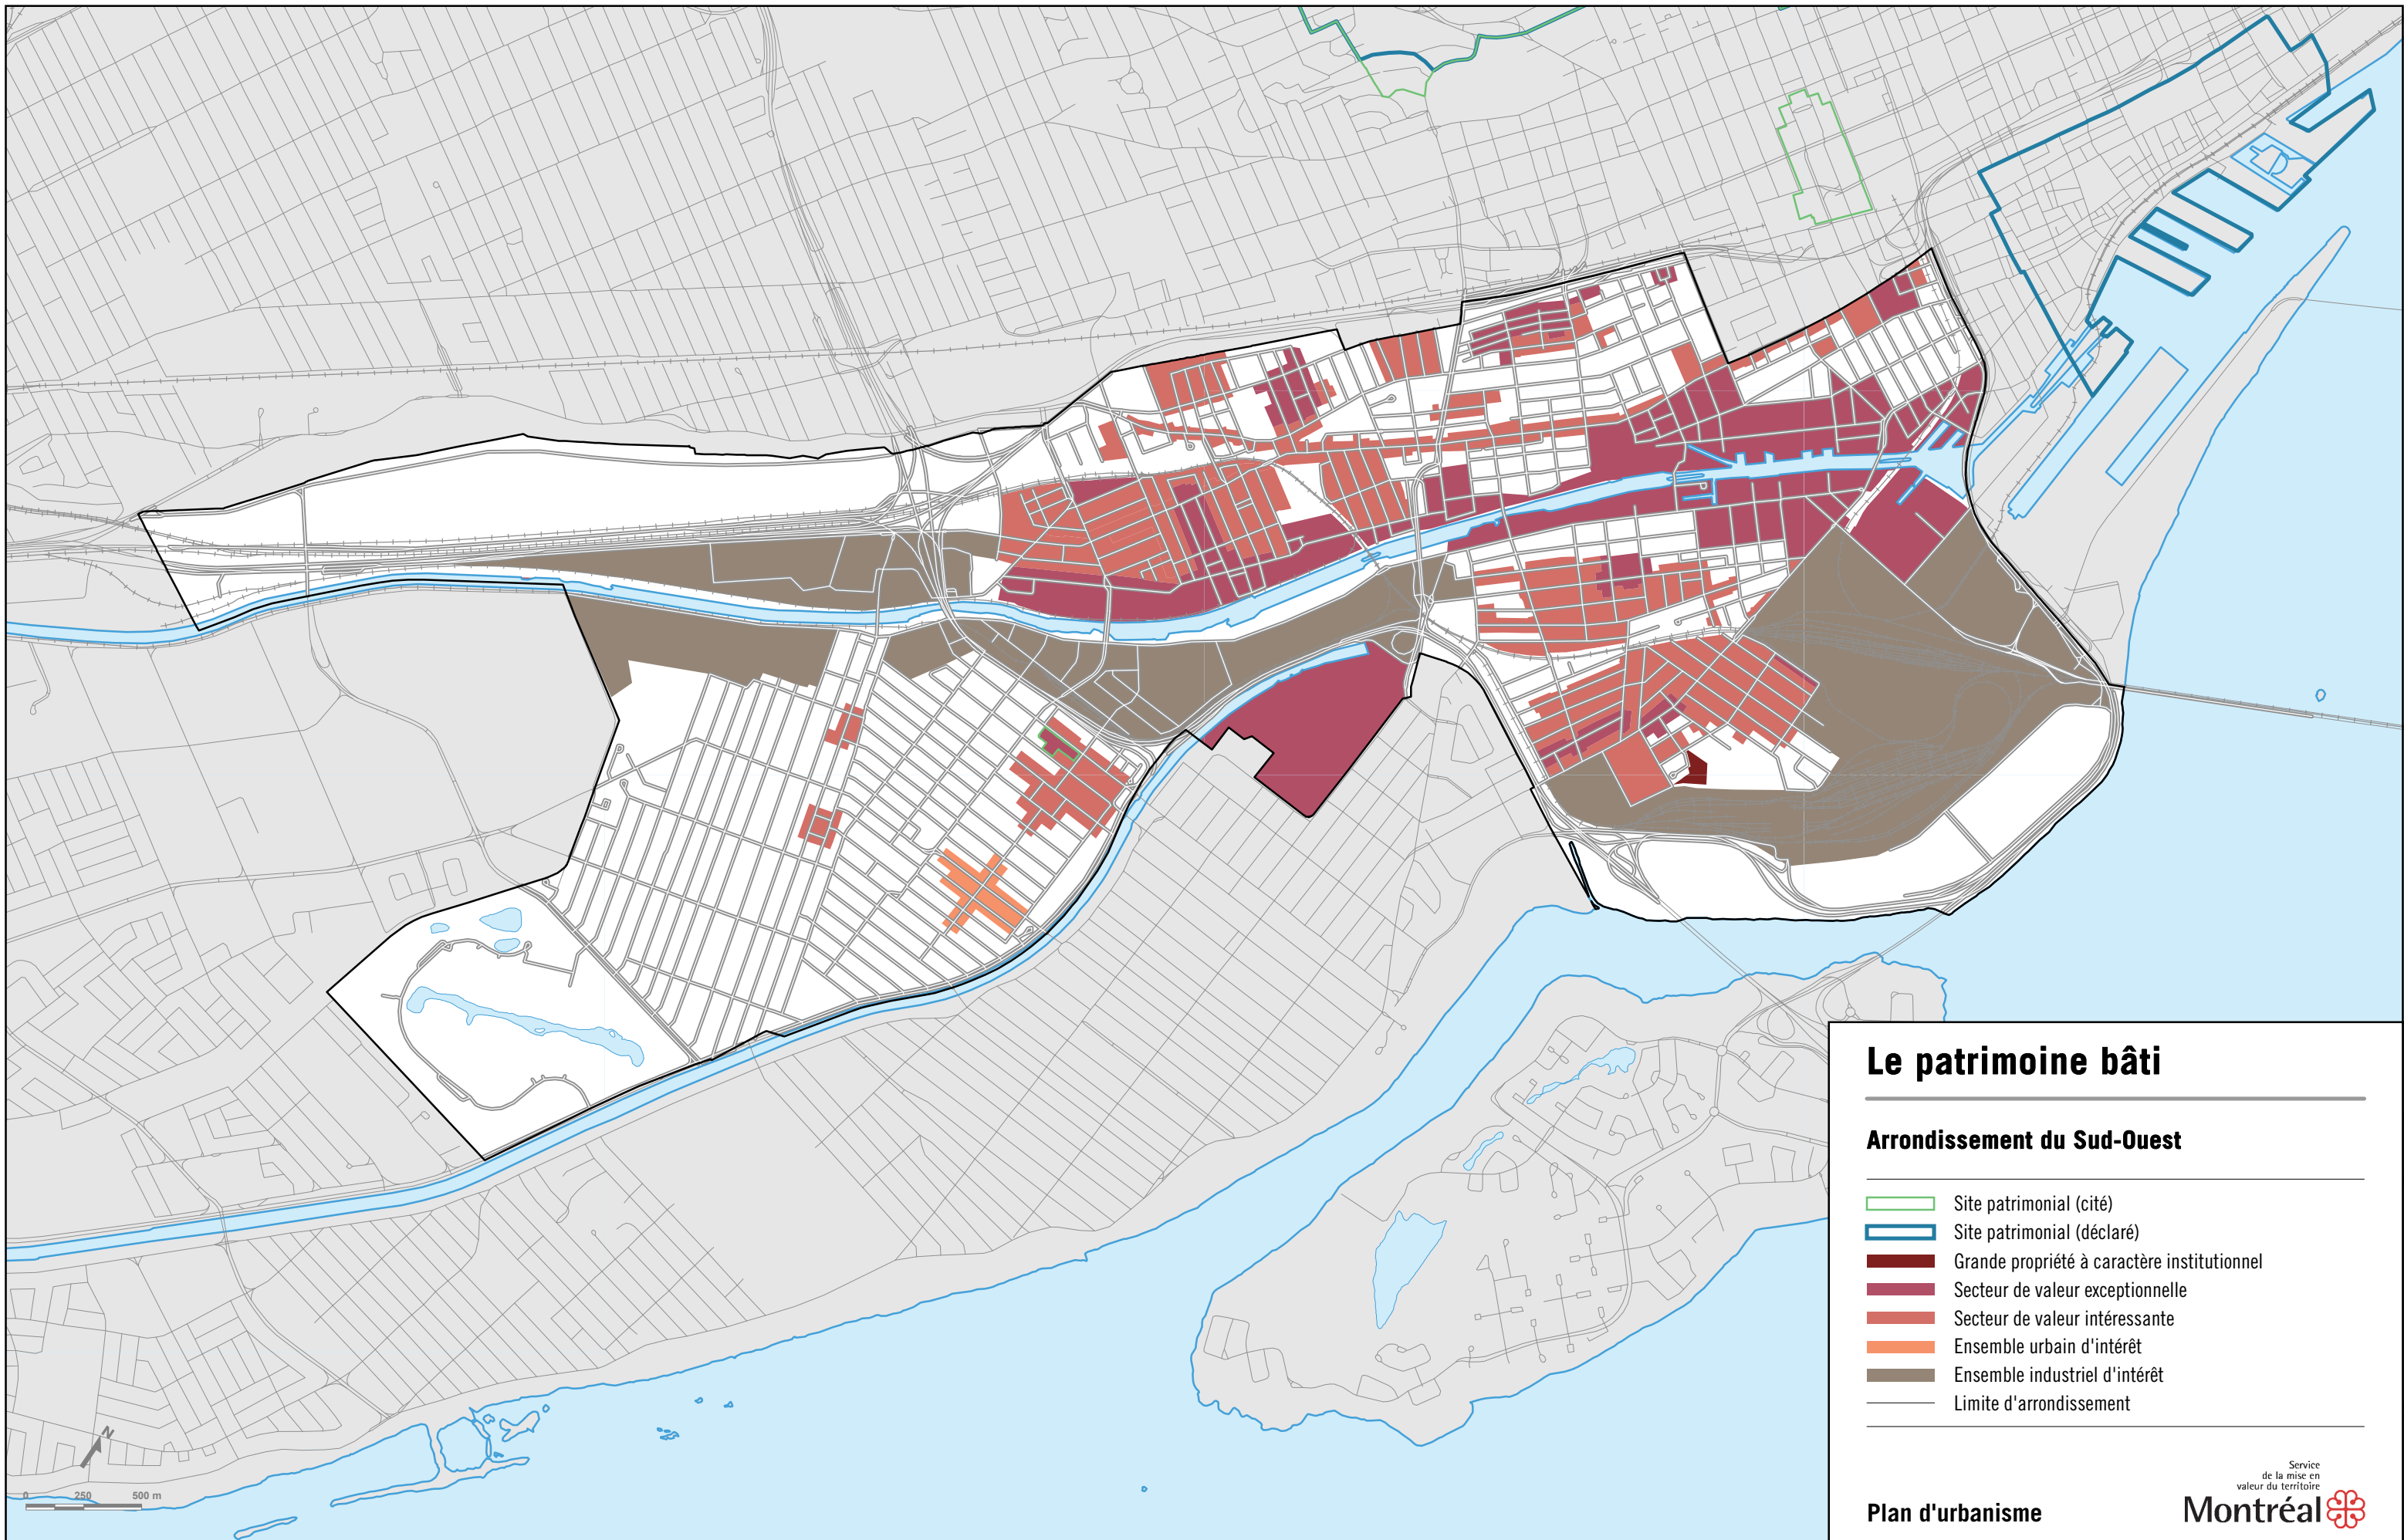 Le patrimoine bâti
Arrondissement du Sud-Ouest
Site patrimonial (cité)
Site patrimonial (déclaré)
Grande propriété à caractère institutionnel
Secteur de valeur exceptionnelle
Secteur de valeur intéressante
Ensemble urbain d'intérêt
Ensemble industriel d'intérêt
Limite d'arrondissement
Service
de la mise en
valeur du territoire
Plan d'urbanisme
Montréal
N
0 250 500 m